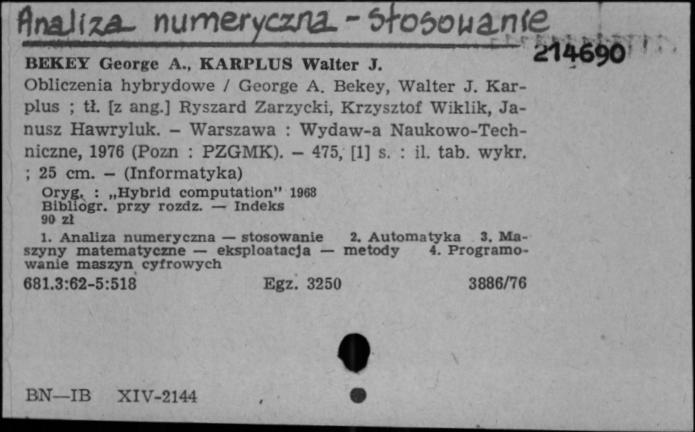 Analiza numeryczna - stosowanie
214690
BEKEY George A., KARPLUS Walter J.
Obliczenia hybrydowe / George A. Bekey, Walter J. Kar-
plus ; tł. [z ang.] Ryszard Zarzycki, Krzysztof Wiklik, Ja-
nusz Hawryluk. — Warszawa : Wydaw-a Naukowo-Tech-
niczne, 1976 (Pozn : PZGMK). — 475, [1] s. : il. tab. wykr.
; 25 cm. — (Informatyka)
Oryg. : „Hybrid computation" 1968
Bibliogr. przy rozdz. — Indeks
90 zł
1. Analiza numeryczna — stosowanie 2. Automatyka 3. Ma-
szyny matematyczne — eksploatacja — metody 4. Programo-
wanie maszyn cyfrowych
681.3:62-5:518 Egz. 3250 3886/76
BN—IB XIV-2144